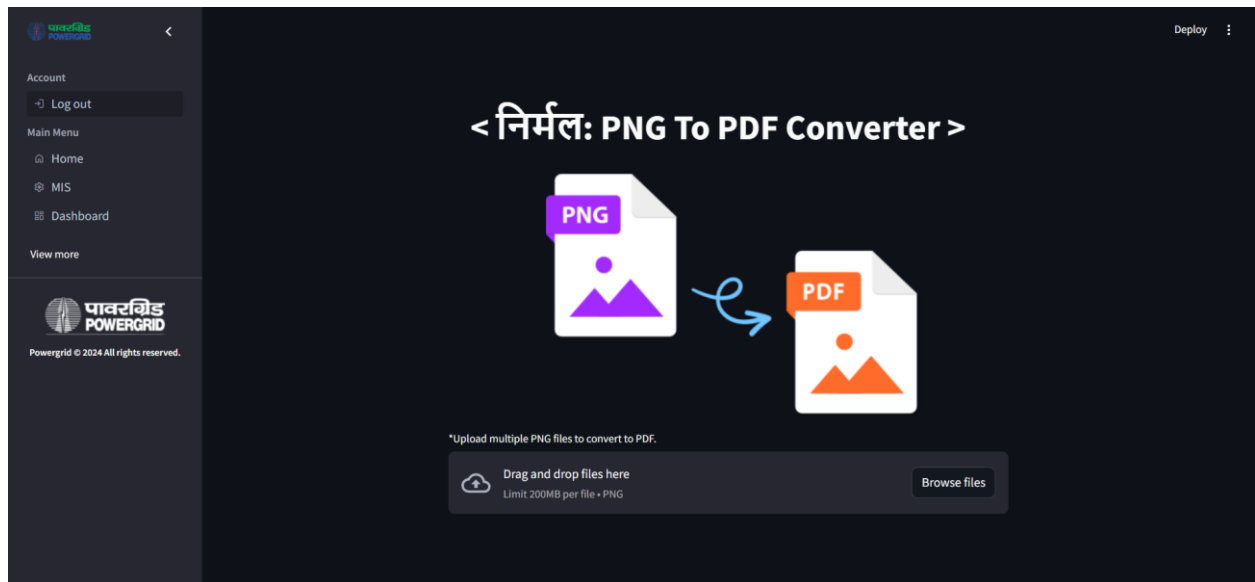 पावरग्रिड
POWERGRID
Account
Log out
Main Menu
Home
MIS
Dashboard
View more
पावरग्रिड
POWERGRID
Powergrid © 2024 All rights reserved.
Deploy
< निर्मल: PNG To PDF Converter >
PNG
PDF
*Upload multiple PNG files to convert to PDF.
Drag and drop files here
Limit 200MB per file • PNG
Browse files